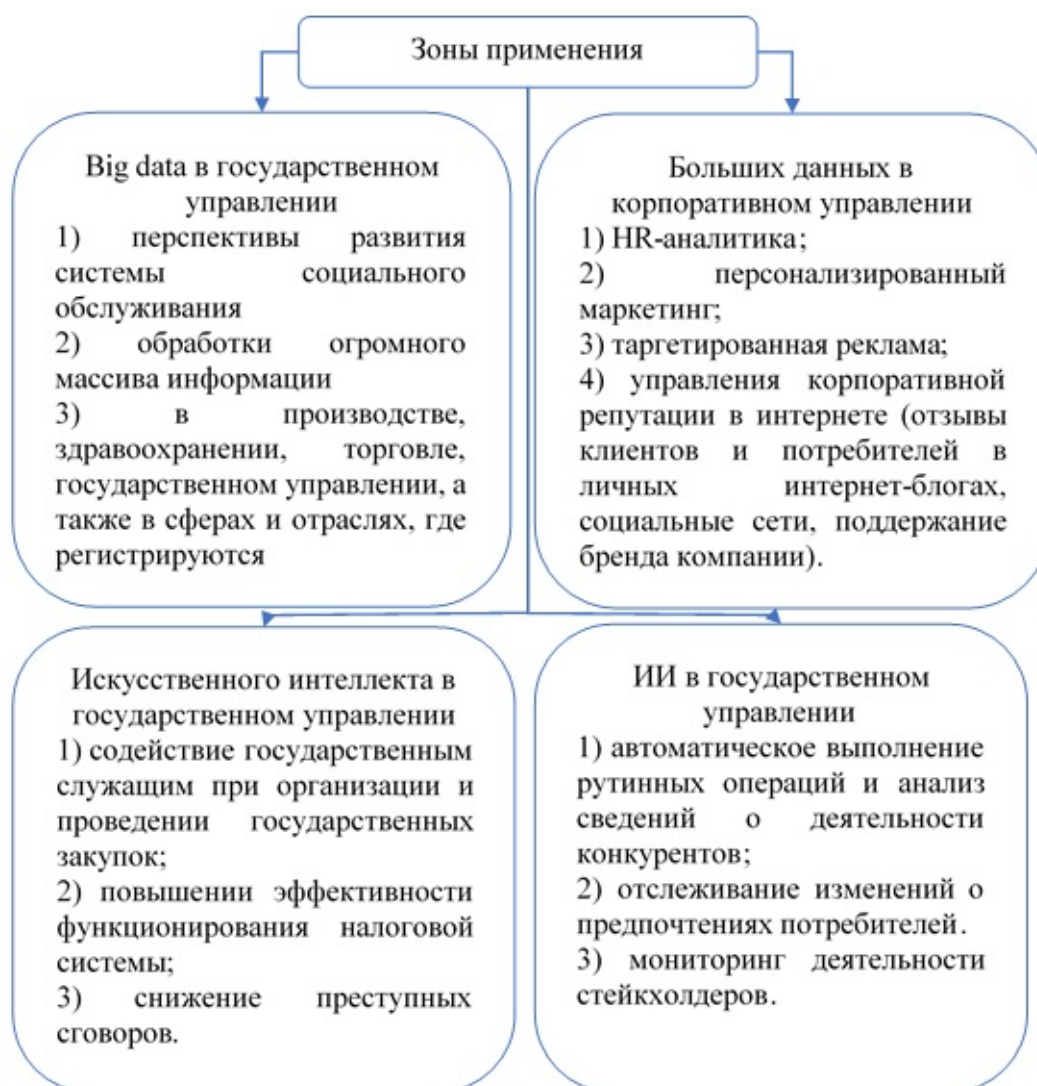 Зоны применения
Big data в государственном
управлении
1) перспективы развития
системы социального
обслуживания
2) обработки огромного
массива информации
3) в производстве,
здравоохранении, торговле,
государственном управлении, а
также в сферах и отраслях, где
регистрируются
Больших данных в
корпоративном управлении
1) HR-аналитика;
2) персонализированный
маркетинг;
3) таргетированная реклама;
4) управления корпоративной
репутации в интернете (отзывы
клиентов и потребителей в
личных интернет-блогах,
социальные сети, поддержание
бренда компании).
Искусственного интеллекта в
государственном управлении
1) содействие государственным
служащим при организации и
проведении государственных
закупок;
2) повышении эффективности
функционирования налоговой
системы;
3) снижение преступных
сговоров.
ИИ в государственном
управлении
1) автоматическое выполнение
рутинных операций и анализ
сведений о деятельности
конкурентов;
2) отслеживание изменений о
предпочтениях потребителей.
3) мониторинг деятельности
стейкхолдеров.